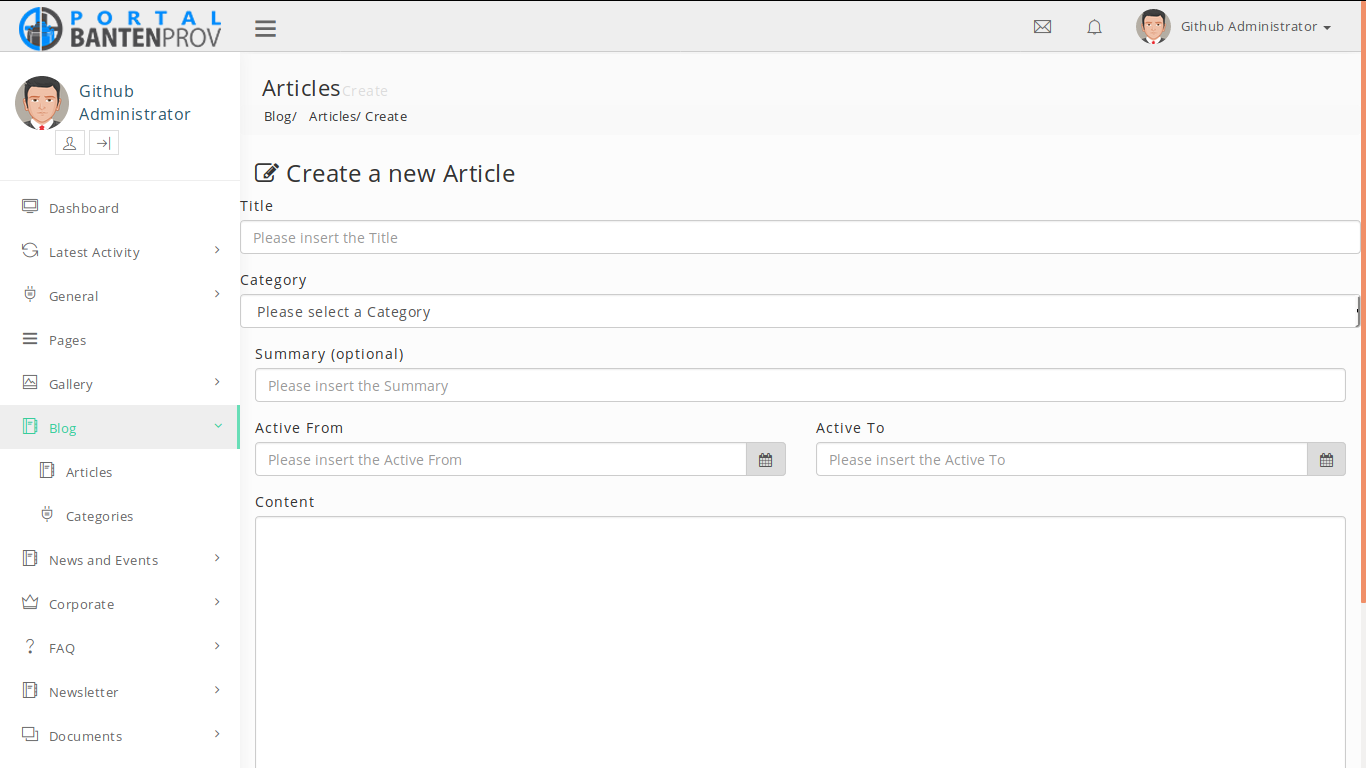 PORTAL
BANTENPROV
Github Administrator
Github
Administrator
Dashboard
Latest Activity
General
Pages
Gallery
Blog
Articles
Categories
News and Events
Corporate
FAQ
Newsletter
Documents
Articles Create
Blog/ Articles/ Create
Create a new Article
Title
Please insert the Title
Category
Please select a Category
Summary (optional)
Please insert the Summary
Active From Active To
Please insert the Active From Please insert the Active To
Content